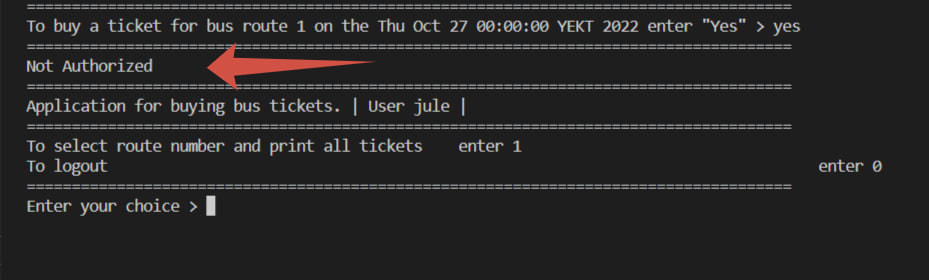 =====================================================================================
To buy a ticket for bus route 1 on the Thu Oct 27 00:00:00 YEKT 2022 enter "Yes" > yes
=====================================================================================
Not Authorized
=====================================================================================
Application for buying bus tickets. | User jule |
=====================================================================================
To select route number and print all tickets    enter 1
To logout                                                                               enter 0
=====================================================================================
Enter your choice >